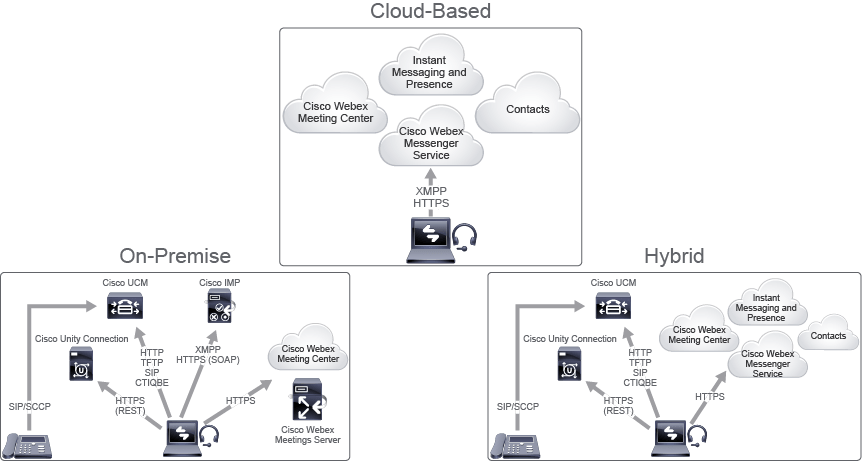 Cloud-Based
Instant
Messaging and
Presence
Cisco Webex
Meeting Center
Contacts
Cisco Webex
Messenger
Service
XMPP
HTTPS
On-Premise
Cisco UCM
Cisco IMP
Cisco Unity Connection
HTTP
TFTP
SIP
CTIQBE
XMPP
HTTPS (SOAP)
Cisco Webex
Meeting Center
HTTPS
(REST)
HTTPS
SIP/SCCP
Cisco Webex
Meetings Server
Hybrid
Cisco UCM
Instant
Messaging and
Presence
Cisco Webex
Meeting Center
Contacts
Cisco Unity Connection
HTTP
TFTP
SIP
CTIQBE
Cisco Webex
Messenger
Service
HTTPS
(REST)
HTTPS
SIP/SCCP